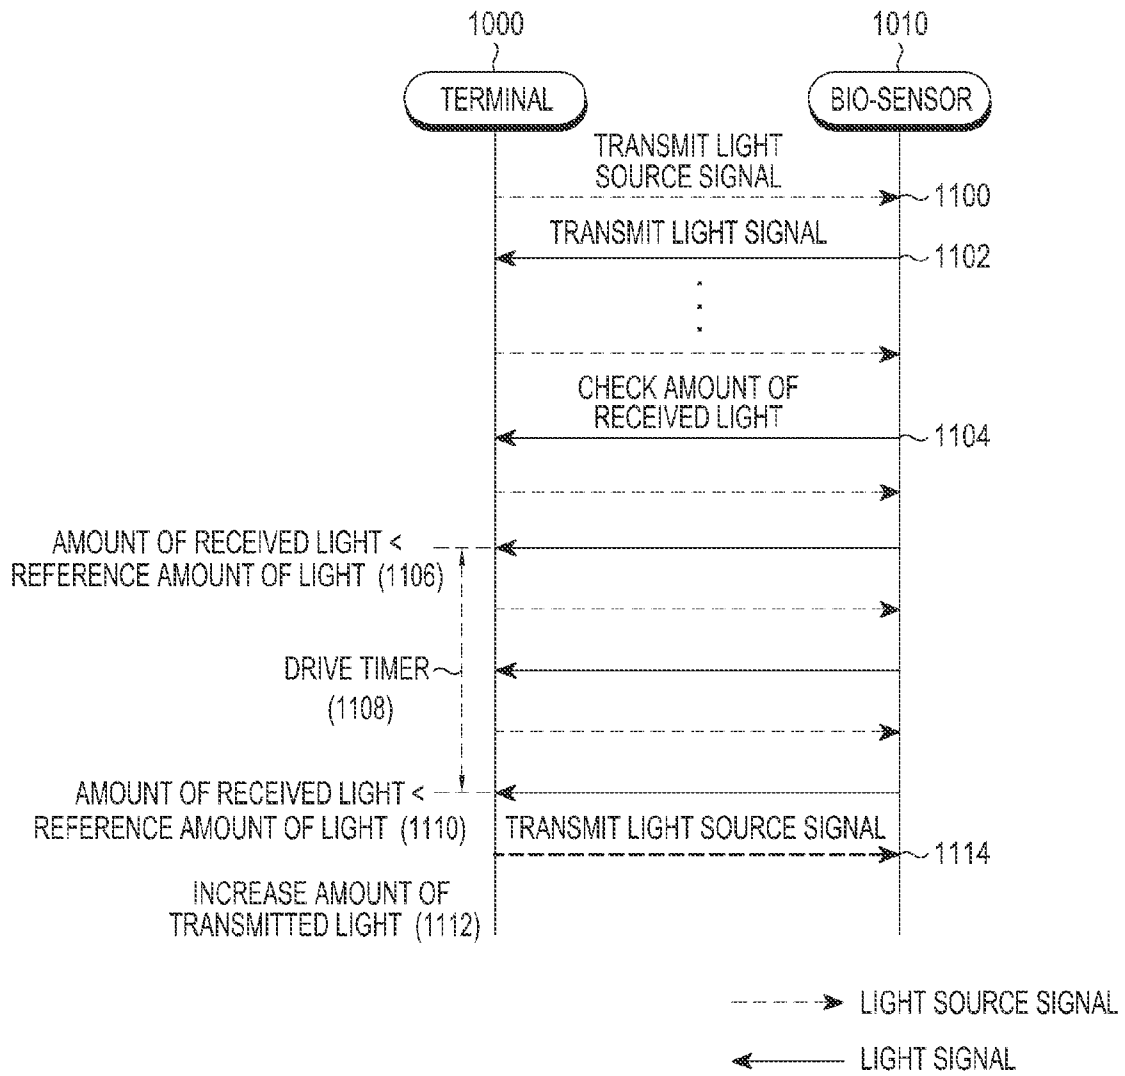 1000
1010
TERMINAL
BIO-SENSOR
TRANSMIT LIGHT
SOURCE SIGNAL
1100
TRANSMIT LIGHT SIGNAL
1102
CHECK AMOUNT OF
RECEIVED LIGHT
1104
AMOUNT OF RECEIVED LIGHT <
REFERENCE AMOUNT OF LIGHT (1106)
DRIVE TIMER
(1108)
AMOUNT OF RECEIVED LIGHT <
REFERENCE AMOUNT OF LIGHT (1110)
TRANSMIT LIGHT SOURCE SIGNAL
1114
INCREASE AMOUNT OF
TRANSMITTED LIGHT (1112)
LIGHT SOURCE SIGNAL
LIGHT SIGNAL